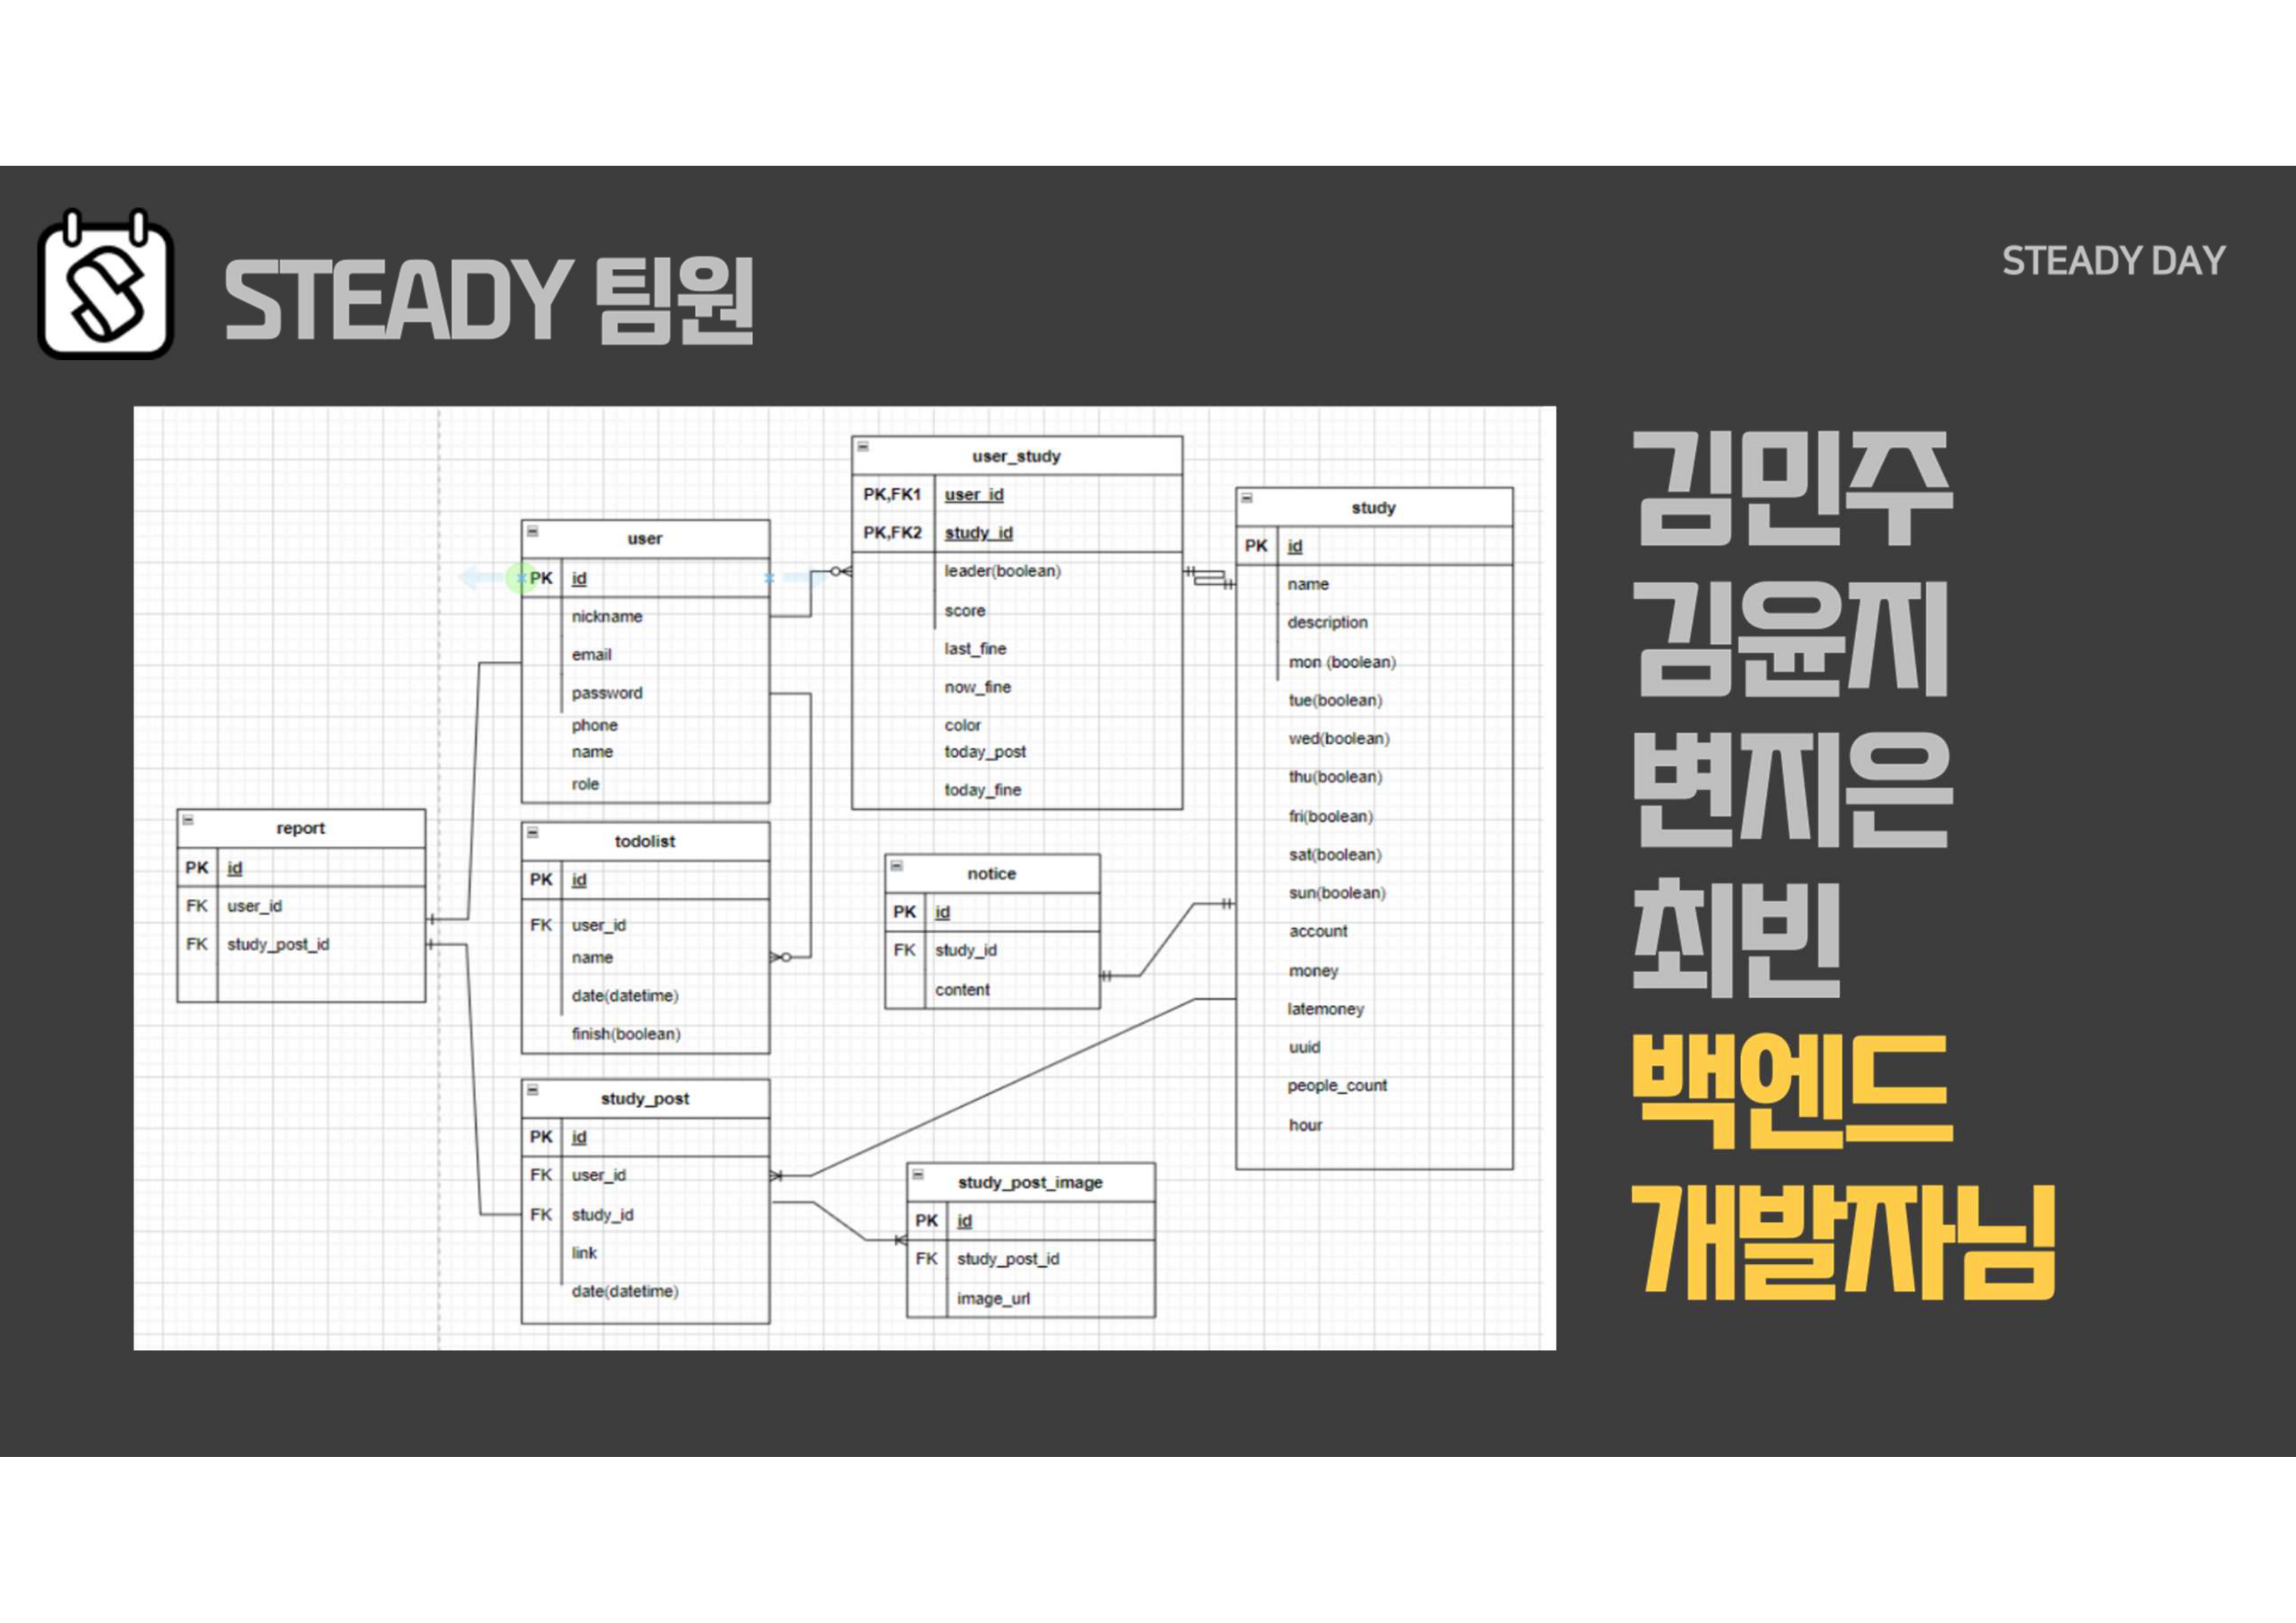 STEADY 팀원
STEADY DAY
user_study
PK,FK1 user_id
PK,FK2 study_id
leader(boolean)
score
last_fine
now_fine
color
today_post
today_fine
study
PK id
name
description
mon (boolean)
tue(boolean)
wed(boolean)
thu(boolean)
fri(boolean)
sat(boolean)
sun(boolean)
account
money
latemoney
uuid
people_count
hour
user
PK id
nickname
email
password
phone
name
role
report
PK id
FK user_id
FK study_post_id
todolist
PK id
FK user_id
name
date(datetime)
finish(boolean)
notice
PK id
FK study_id
content
study_post
PK id
FK user_id
FK study_id
link
date(datetime)
study_post_image
PK id
FK study_post_id
image_url
김민주
김윤지
변지은
최빈
백엔드
개발자님